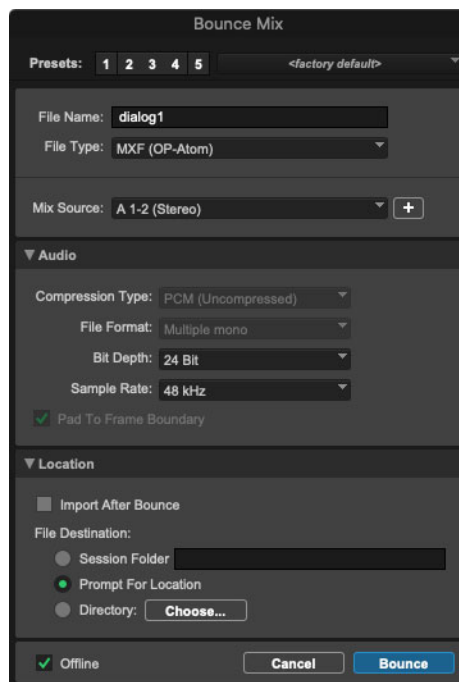 Bounce Mix
Presets: 1 2 3 4 5 <factory default>
File Name: dialog1
File Type: MXF (OP-Atom)
Mix Source: A 1-2 (Stereo) +
Audio
Compression Type: PCM (Uncompressed)
File Format: Multiple mono
Bit Depth: 24 Bit
Sample Rate: 48 kHz
Pad To Frame Boundary
Location
Import After Bounce
File Destination:
Session Folder
Prompt For Location
Directory: Choose...
Offline Cancel Bounce